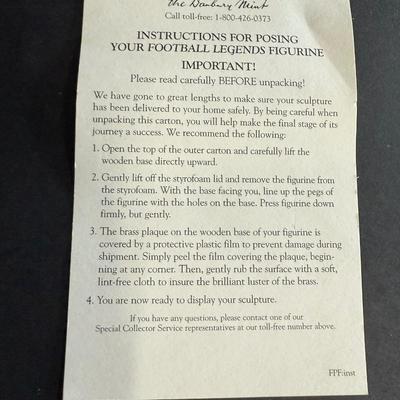 the Danbury Mint
Call toll-free: 1-800-426-0373
INSTRUCTIONS FOR POSING
YOUR FOOTBALL LEGENDS FIGURINE
IMPORTANT!
Please read carefully BEFORE unpacking!
We have gone to great lengths to make sure your sculpture
has been delivered to your home safely. By being careful when
unpacking this carton, you will help make the final stage of its
journey a success. We recommend the following:
1. Open the top of the outer carton and carefully lift the
wooden base directly upward.
2. Gently lift off the styrofoam lid and remove the figurine from
the styrofoam. With the base facing you, line up the pegs of
the figurine with the holes on the base. Press figurine down
firmly, but gently.
3. The brass plaque on the wooden base of your figurine is
covered by a protective plastic film to prevent damage during
shipment. Simply peel the film covering the plaque, begin-
ning at any corner. Then, gently rub the surface with a soft,
lint-free cloth to insure the brilliant luster of the brass.
4. You are now ready to display your sculpture.
If you have any questions, please contact one of our
Special Collector Service representatives at our toll-free number above.
FPF:inst